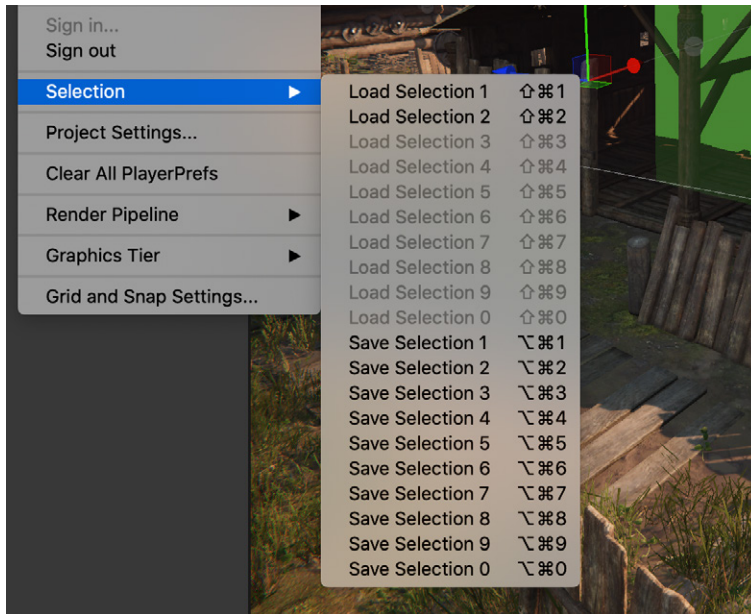 Sign in...
Sign out
Selection ▶
Project Settings...
Clear All PlayerPrefs
Render Pipeline ▶
Graphics Tier ▶
Grid and Snap Settings...
Load Selection 1 ⇧⌘1
Load Selection 2 ⇧⌘2
Load Selection 3 ⇧⌘3
Load Selection 4 ⇧⌘4
Load Selection 5 ⇧⌘5
Load Selection 6 ⇧⌘6
Load Selection 7 ⇧⌘7
Load Selection 8 ⇧⌘8
Load Selection 9 ⇧⌘9
Load Selection 0 ⇧⌘0
Save Selection 1 ⌥⌘1
Save Selection 2 ⌥⌘2
Save Selection 3 ⌥⌘3
Save Selection 4 ⌥⌘4
Save Selection 5 ⌥⌘5
Save Selection 6 ⌥⌘6
Save Selection 7 ⌥⌘7
Save Selection 8 ⌥⌘8
Save Selection 9 ⌥⌘9
Save Selection 0 ⌥⌘0